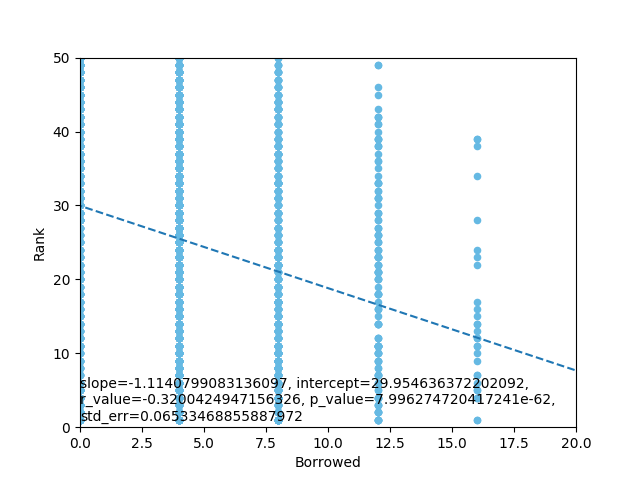 50
40
30
20
10
0
Rank
slope=-1.1140799083136097, intercept=29.954636372202092,
r_value=-0.3200424947156326, p_value=7.996274720417241e-62,
std_err=0.06533468855887972
0.0 2.5 5.0 7.5 10.0 12.5 15.0 17.5 20.0
Borrowed